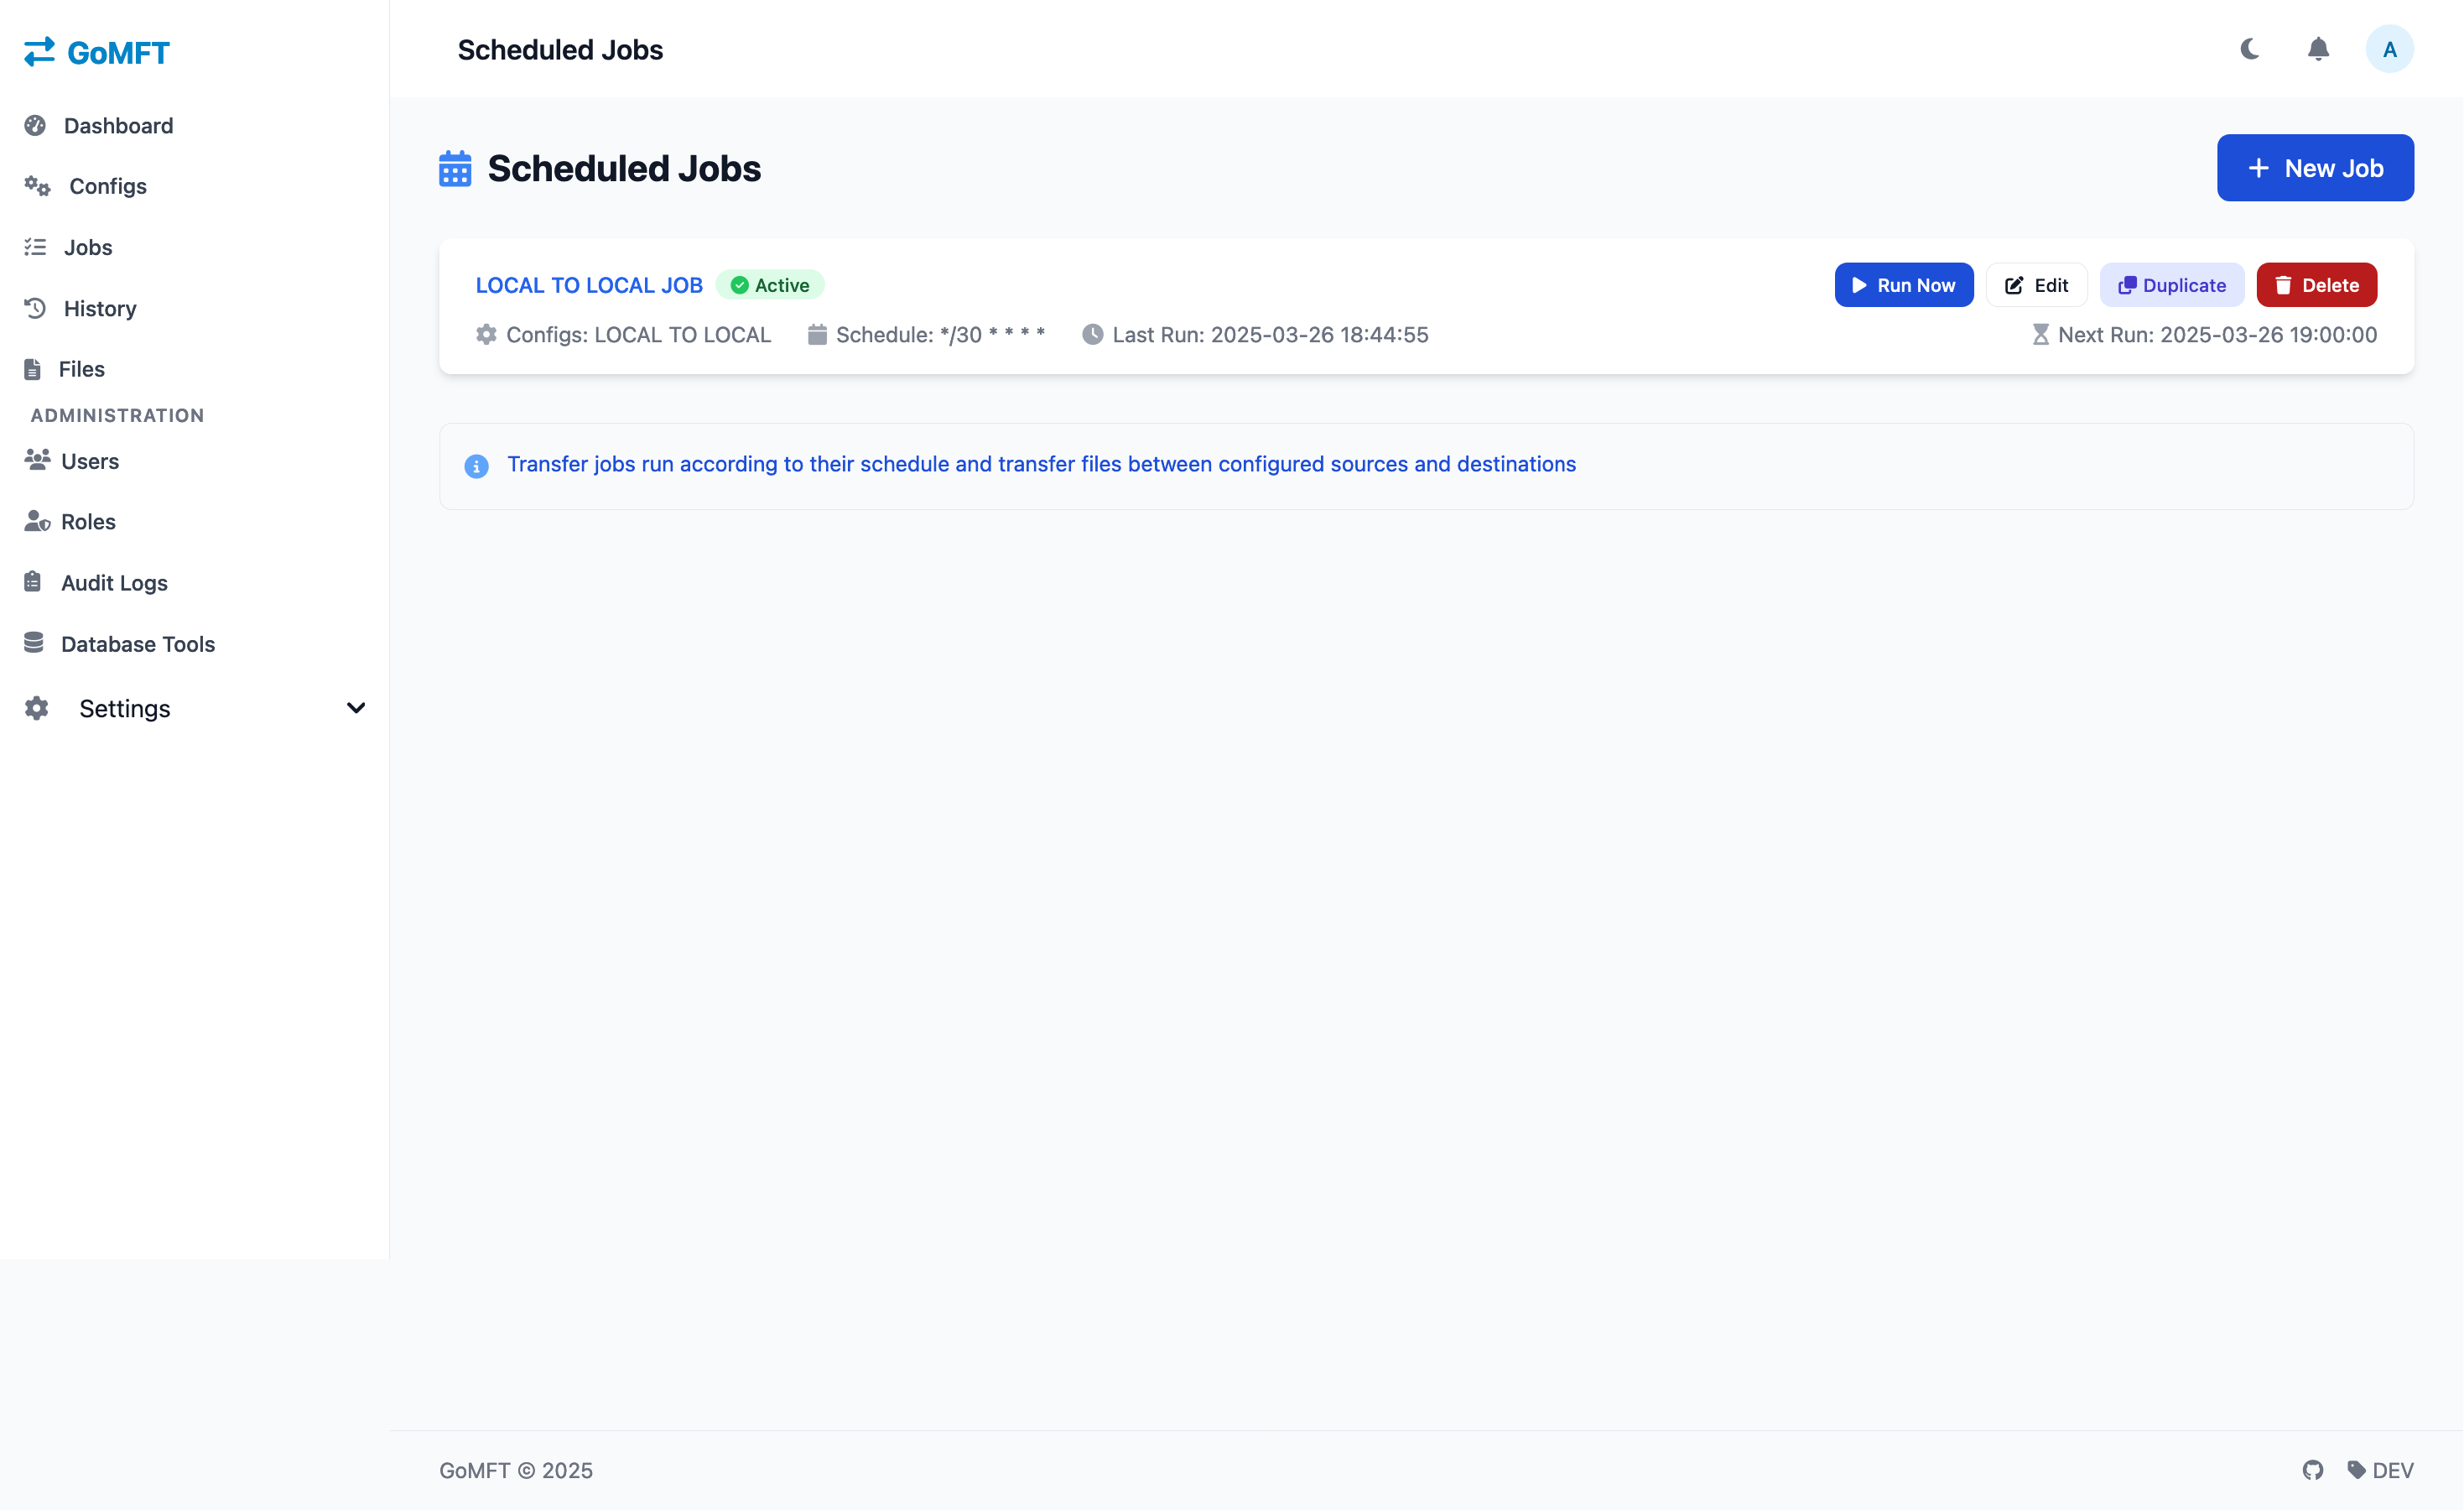 GoMFT
Dashboard
Configs
Jobs
History
Files
ADMINISTRATION
Users
Roles
Audit Logs
Database Tools
Settings
Scheduled Jobs
A
Scheduled Jobs
New Job
LOCAL TO LOCAL JOB Active Run Now Edit Duplicate Delete
Configs: LOCAL TO LOCAL Schedule: */30 * * * * Last Run: 2025-03-26 18:44:55 Next Run: 2025-03-26 19:00:00
Transfer jobs run according to their schedule and transfer files between configured sources and destinations
GoMFT © 2025 DEV